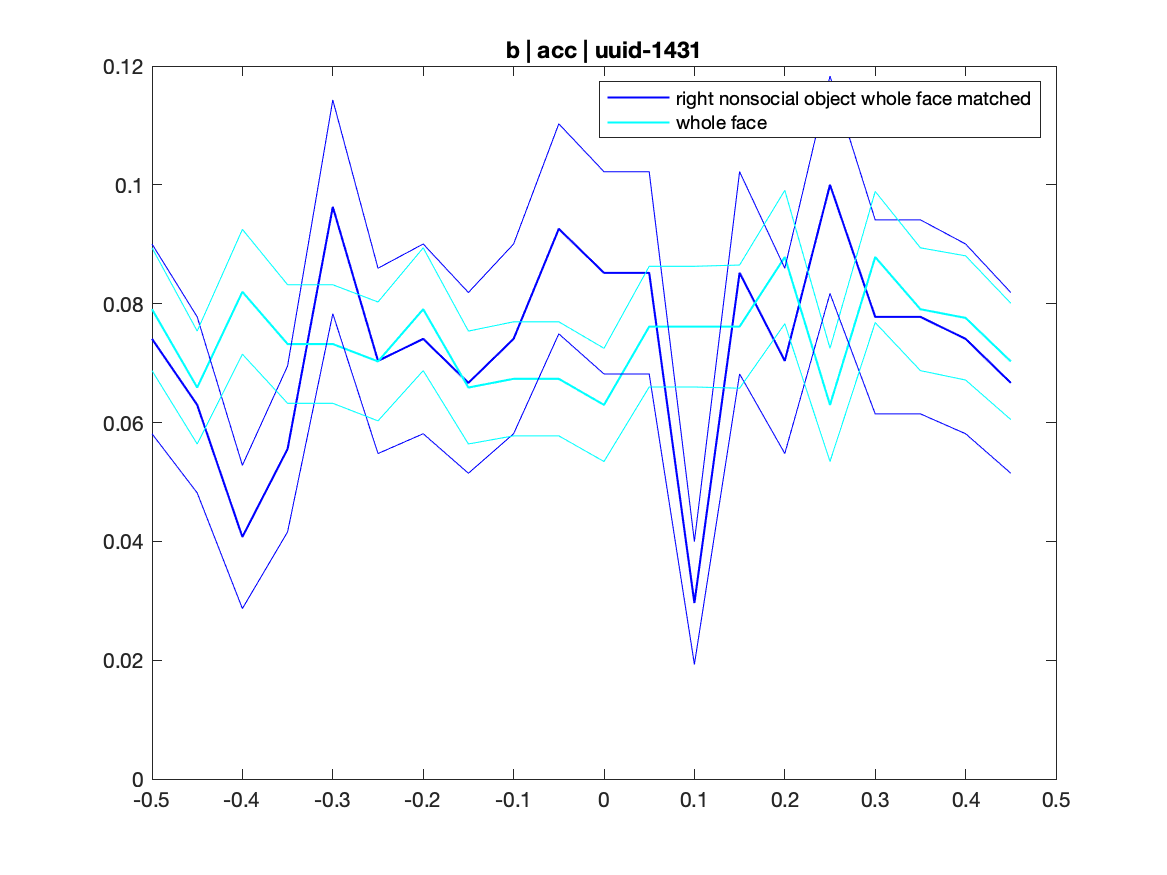 b | acc | uuid-1431
right nonsocial object whole face matched
whole face
0.12
0.1
0.08
0.06
0.04
0.02
0
-0.5 -0.4 -0.3 -0.2 -0.1 0 0.1 0.2 0.3 0.4 0.5